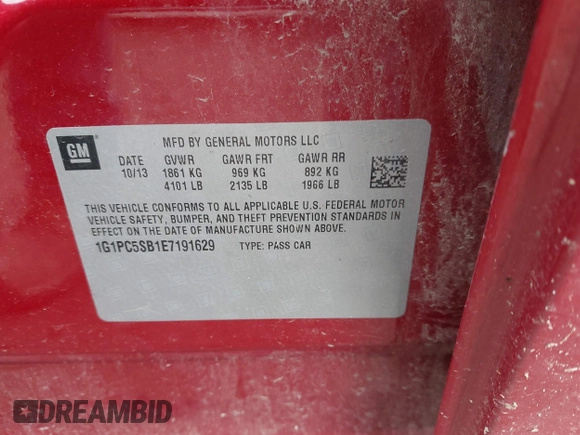 GM
MFD BY GENERAL MOTORS LLC
DATE GVWR GAWR FRT GAWR RR
10/13 1861 KG 969 KG 892 KG
4101 LB 2135 LB 1966 LB
THIS VEHICLE CONFORMS TO ALL APPLICABLE U.S. FEDERAL MOTOR
VEHICLE SAFETY, BUMPER, AND THEFT PREVENTION STANDARDS IN
EFFECT ON THE DATE OF MANUFACTURE SHOWN ABOVE.
1G1PC5SB1E7191629 TYPE: PASS CAR
DREAMBID